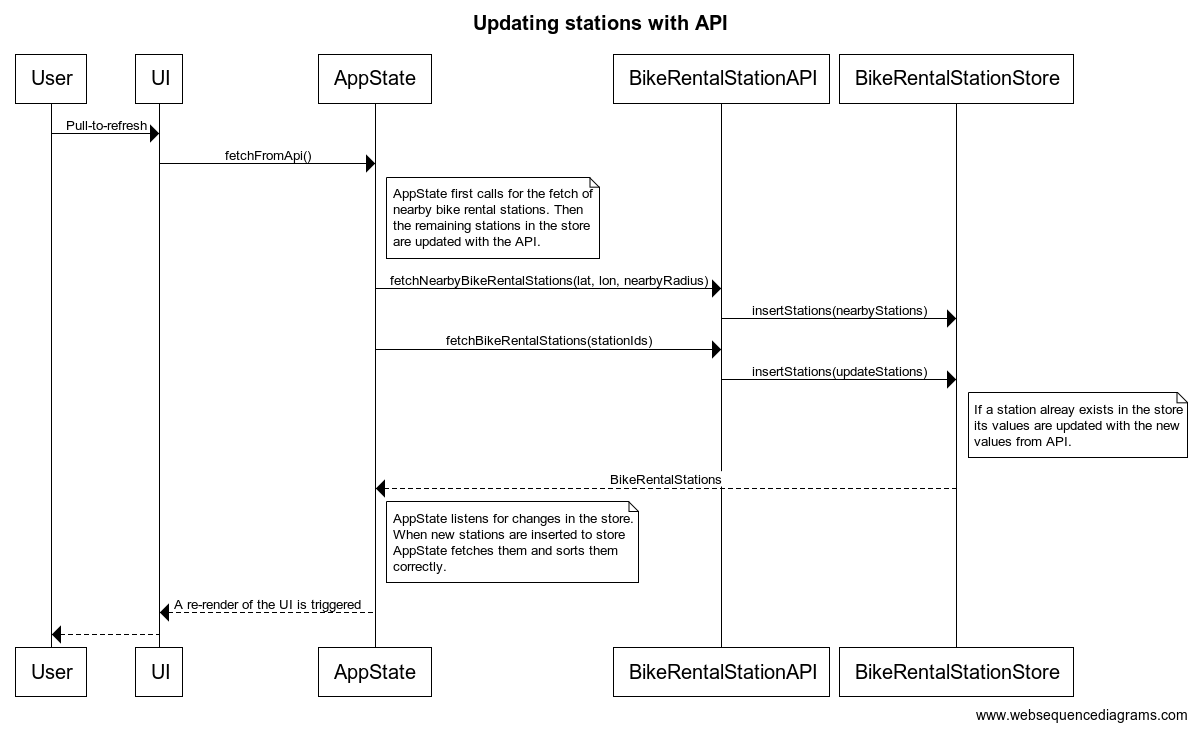 Updating stations with API
User
UI
AppState
BikeRentalStationAPI
BikeRentalStationStore
Pull-to-refresh
fetchFromApi()
AppState first calls for the fetch of
nearby bike rental stations. Then
the remaining stations in the store
are updated with the API.
fetchNearbyBikeRentalStations(lat, lon, nearbyRadius)
insertStations(nearbyStations)
fetchBikeRentalStations(stationIds)
insertStations(updateStations)
If a station alreay exists in the store
its values are updated with the new
values from API.
BikeRentalStations
AppState listens for changes in the store.
When new stations are inserted to store
AppState fetches them and sorts them
correctly.
A re-render of the UI is triggered
User
UI
AppState
BikeRentalStationAPI
BikeRentalStationStore
www.websequencediagrams.com